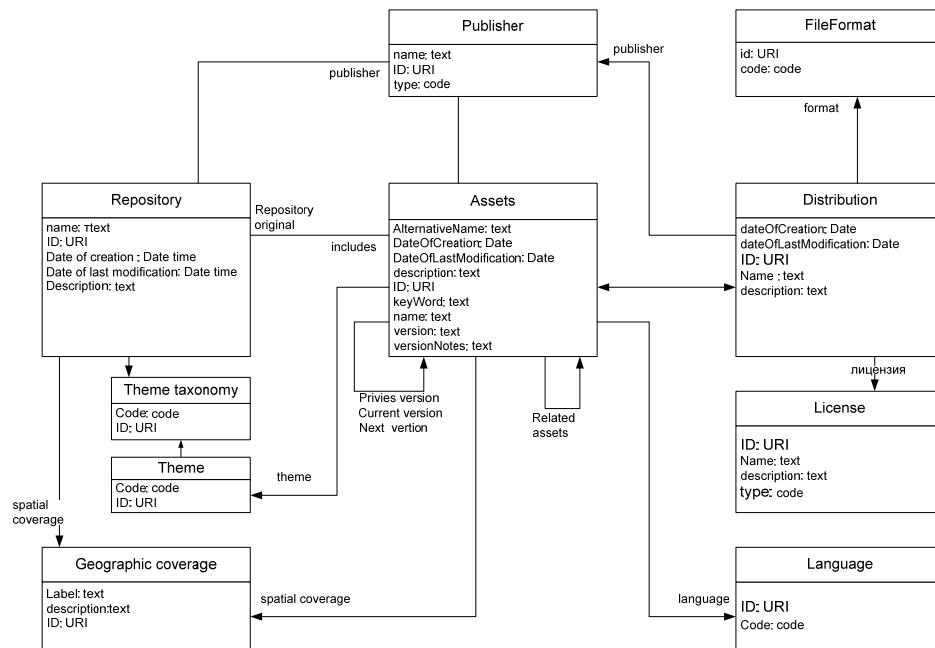 Publisher
name: text
ID: URI
type: code
publisher
publisher
FileFormat
id: URI
code: code
format
Repository
name: тtext
ID: URI
Date of creation : Date time
Date of last modification: Date time
Description: text
Repository
original
includes
Assets
AlternativeName: text
DateOfCreation: Date
DateOfLastModification: Date
description: text
ID: URI
keyWord: text
name: text
version: text
versionNotes: text
Distribution
dateOfCreation: Date
dateOfLastModification: Date
ID: URI
Name : text
description: text
лицензия
Theme taxonomy
Code: code
ID: URI
Privies version
Current version
Next vertion
Related
assets
License
ID: URI
Name: text
description: text
type: code
Theme
Code: code
ID: URI
theme
spatial
coverage
Geographic coverage
Label: text
description:text
ID: URI
spatial coverage
language
Language
ID: URI
Code: code